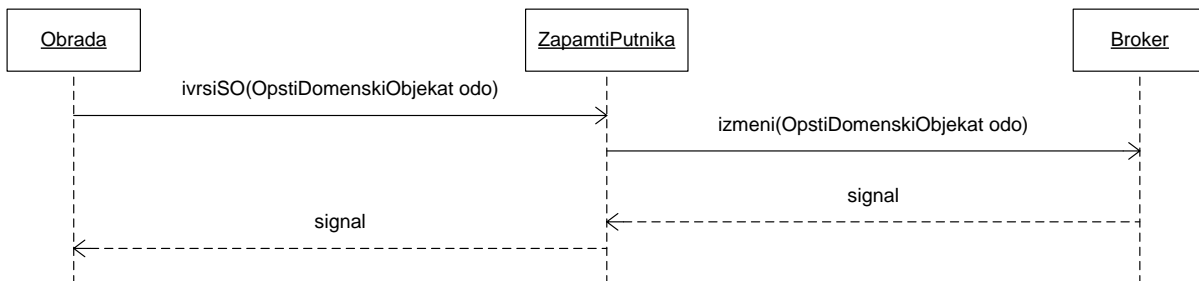 Obrada
ZapamtiPutnika
Broker
ivrsiSO(OpstiDomenskiObjekat odo)
izmeni(OpstiDomenskiObjekat odo)
signal
signal